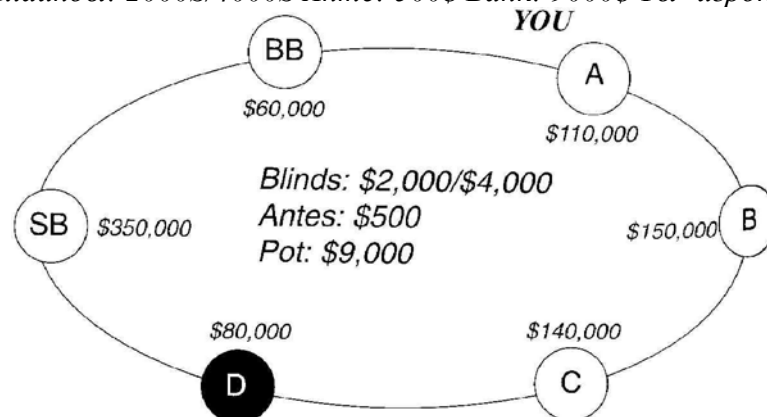 YOU
BB
A
$60,000
$110,000
Blinds: $2,000/$4,000
Antes: $500
Pot: $9,000
SB
$350,000
$150,000
B
$80,000
$140,000
D
C